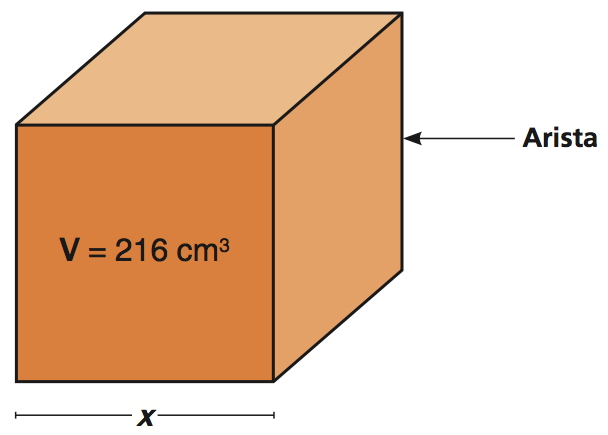 Arista
V = 216 cm³
x